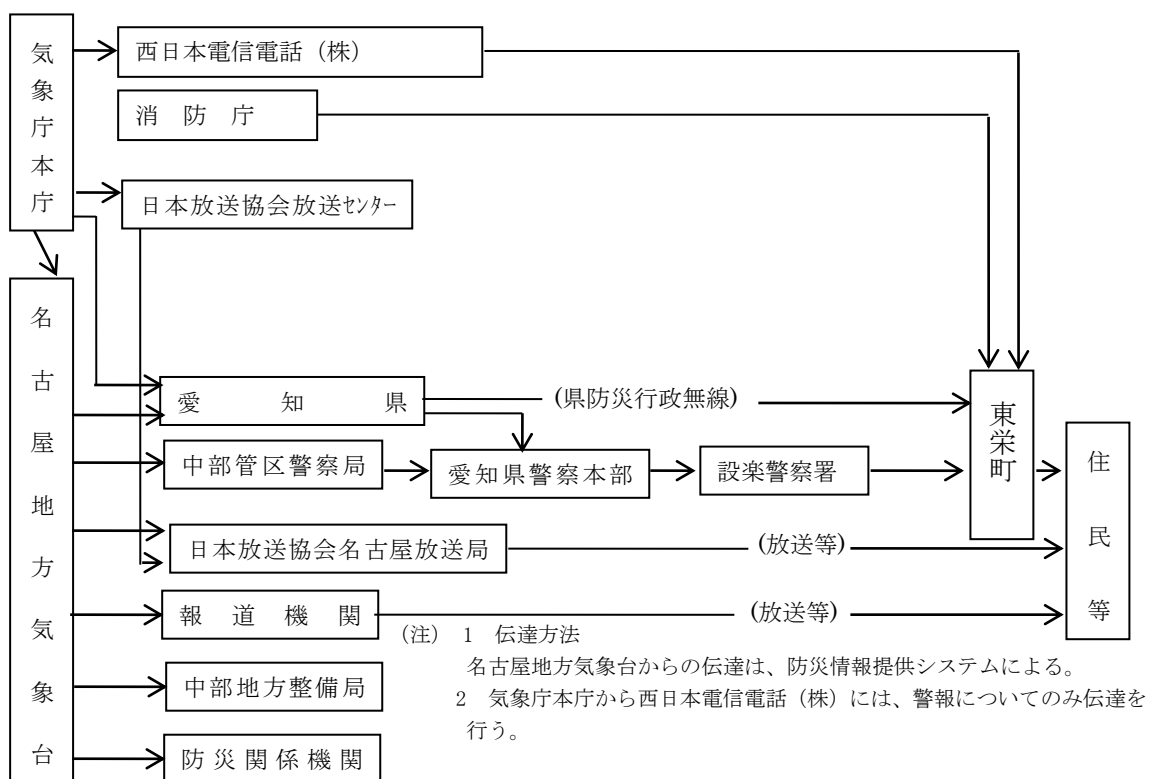 気象庁本庁
西日本電信電話（株）
消防庁
日本放送協会放送ｾﾝﾀｰ
名古屋地方気象台
愛知県
(県防災行政無線)
東栄町
住民等
中部管区警察局
愛知県警察本部
設楽警察署
日本放送協会名古屋放送局
(放送等)
報道機関
(放送等)
（注） 1 伝達方法
名古屋地方気象台からの伝達は、防災情報提供システムによる。
2 気象庁本庁から西日本電信電話（株）には、警報についてのみ伝達を
行う。
中部地方整備局
防災関係機関